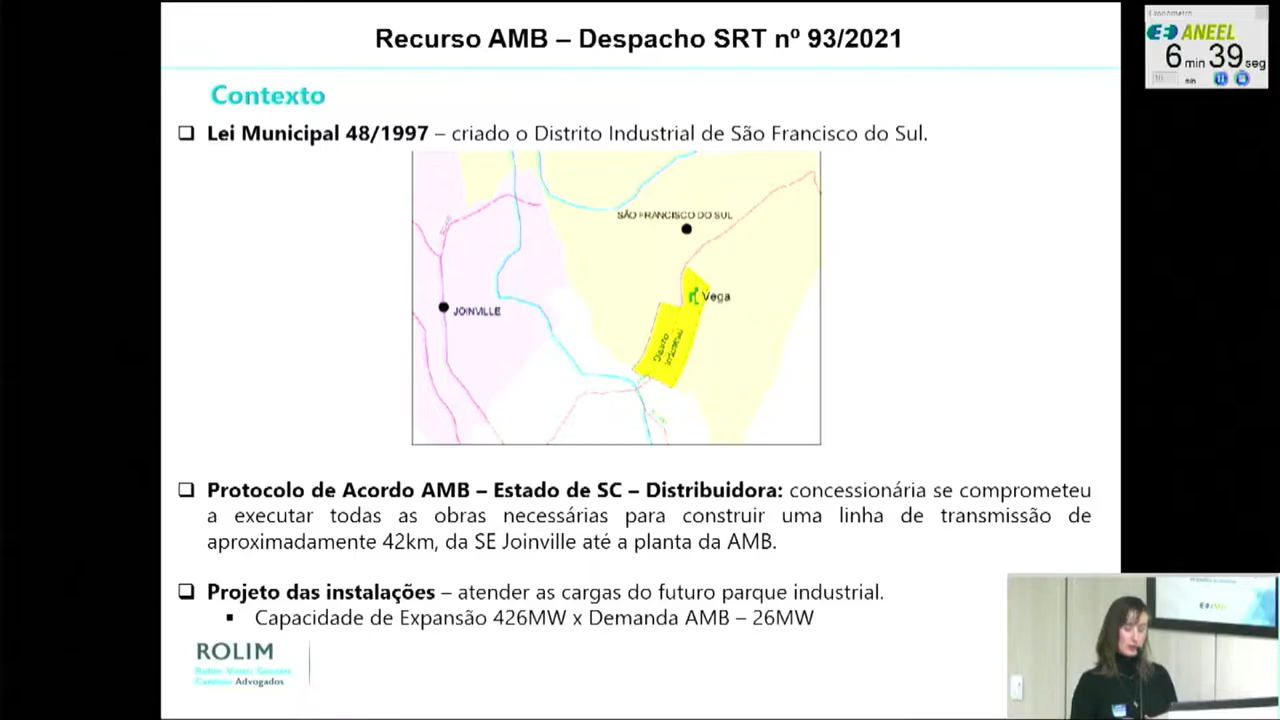 Recurso AMB – Despacho SRT nº 93/2021
Cronômetro
ANEEL
6 min 39 seg
10 min
Contexto
❑ Lei Municipal 48/1997 – criado o Distrito Industrial de São Francisco do Sul.
SÃO FRANCISCO DO SUL
Vega
JOINVILLE
Distrito
Industrial
❑ Protocolo de Acordo AMB – Estado de SC – Distribuidora: concessionária se comprometeu
a executar todas as obras necessárias para construir uma linha de transmissão de
aproximadamente 42km, da SE Joinville até a planta da AMB.
❑ Projeto das instalações – atender as cargas do futuro parque industrial.
▪ Capacidade de Expansão 426MW x Demanda AMB – 26MW
ROLIM
Advogados